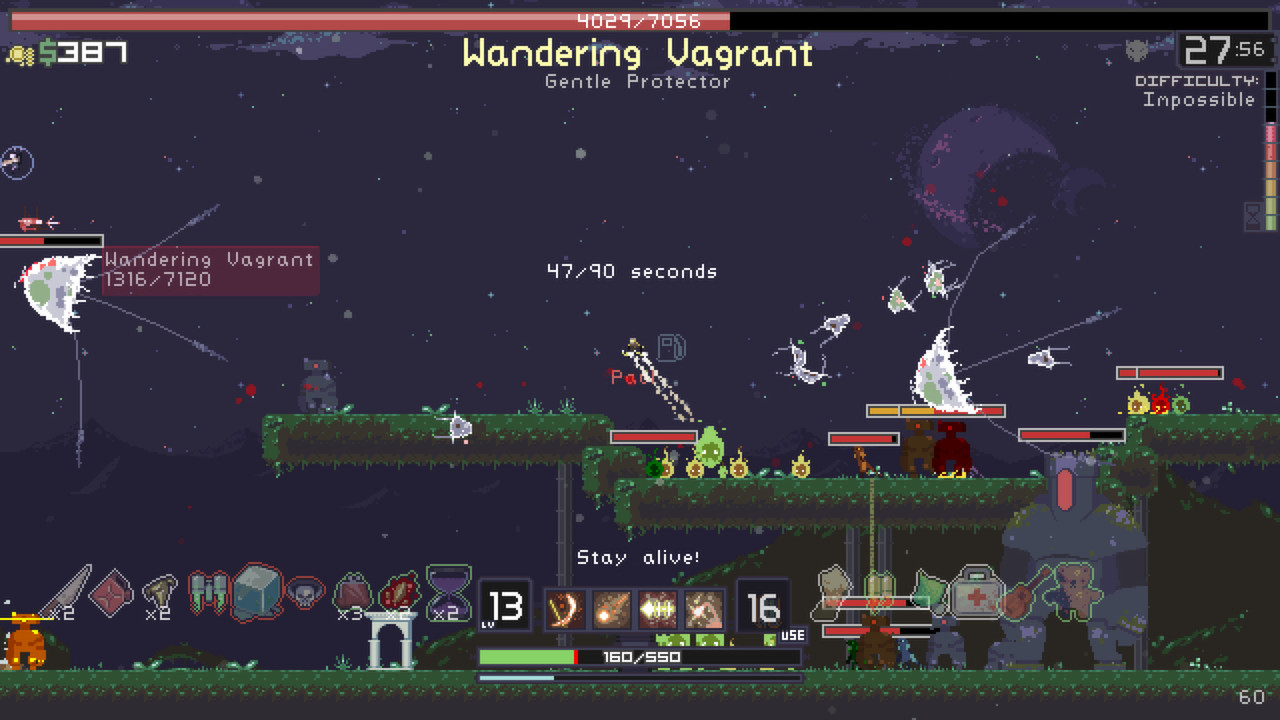 4029/7056
$387
Wandering Vagrant
Gentle Protector
27:56
DIFFICULTY:
Impossible
Wandering Vagrant
1316/7120
47/90 seconds
Stay alive!
x2
x2
x3
x2
13
LV
16
USE
160/550
60